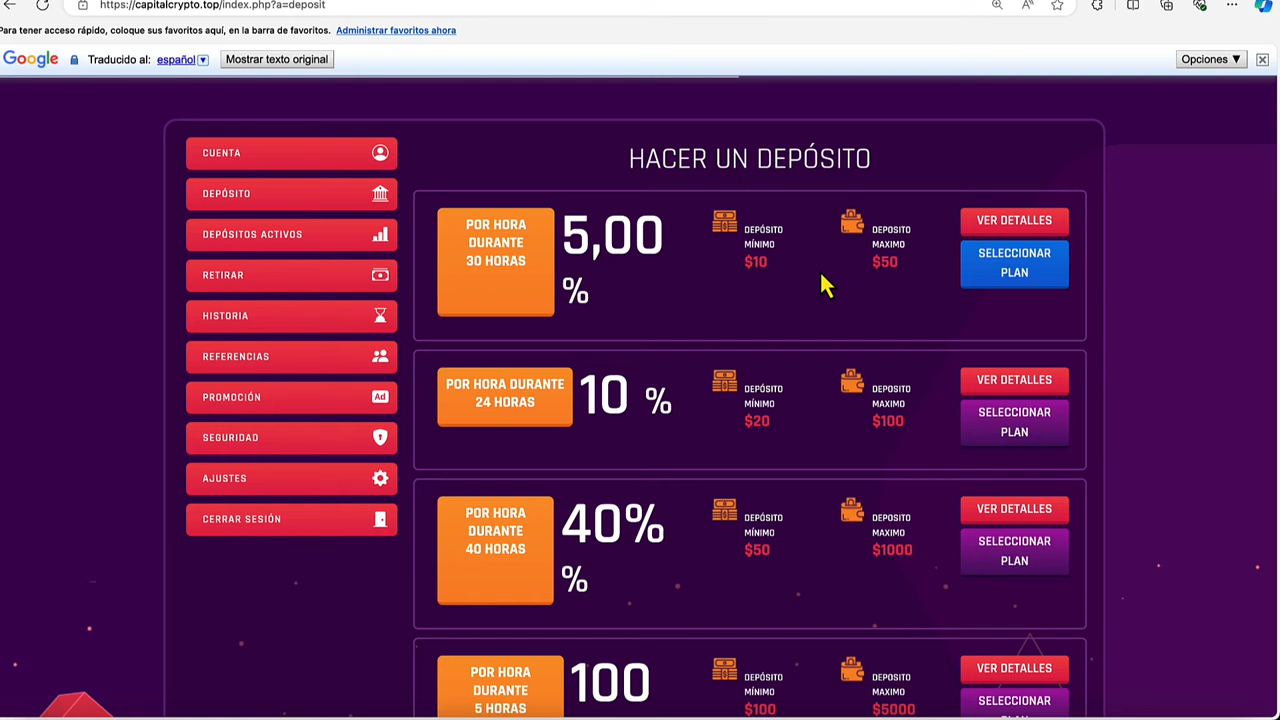 https://capitalcrypto.top/index.php?a=deposit
Para tener acceso rápido, coloque sus favoritos aquí, en la barra de favoritos. Administrar favoritos ahora
Google Traducido al: español Mostrar texto original Opciones ▼
CUENTA
DEPÓSITO
DEPÓSITOS ACTIVOS
RETIRAR
HISTORIA
REFERENCIAS
PROMOCIÓN Ad
SEGURIDAD
AJUSTES
CERRAR SESIÓN
HACER UN DEPÓSITO
POR HORA
DURANTE
30 HORAS
5,00
%
DEPÓSITO
MÍNIMO
$10
DEPOSITO
MAXIMO
$50
VER DETALLES
SELECCIONAR
PLAN
POR HORA DURANTE
24 HORAS
10 %
DEPÓSITO
MÍNIMO
$20
DEPOSITO
MAXIMO
$100
VER DETALLES
SELECCIONAR
PLAN
POR HORA
DURANTE
40 HORAS
40%
%
DEPÓSITO
MÍNIMO
$50
DEPOSITO
MAXIMO
$1000
VER DETALLES
SELECCIONAR
PLAN
POR HORA
DURANTE
5 HORAS
100
DEPÓSITO
MÍNIMO
$100
DEPOSITO
MAXIMO
$5000
VER DETALLES
SELECCIONAR